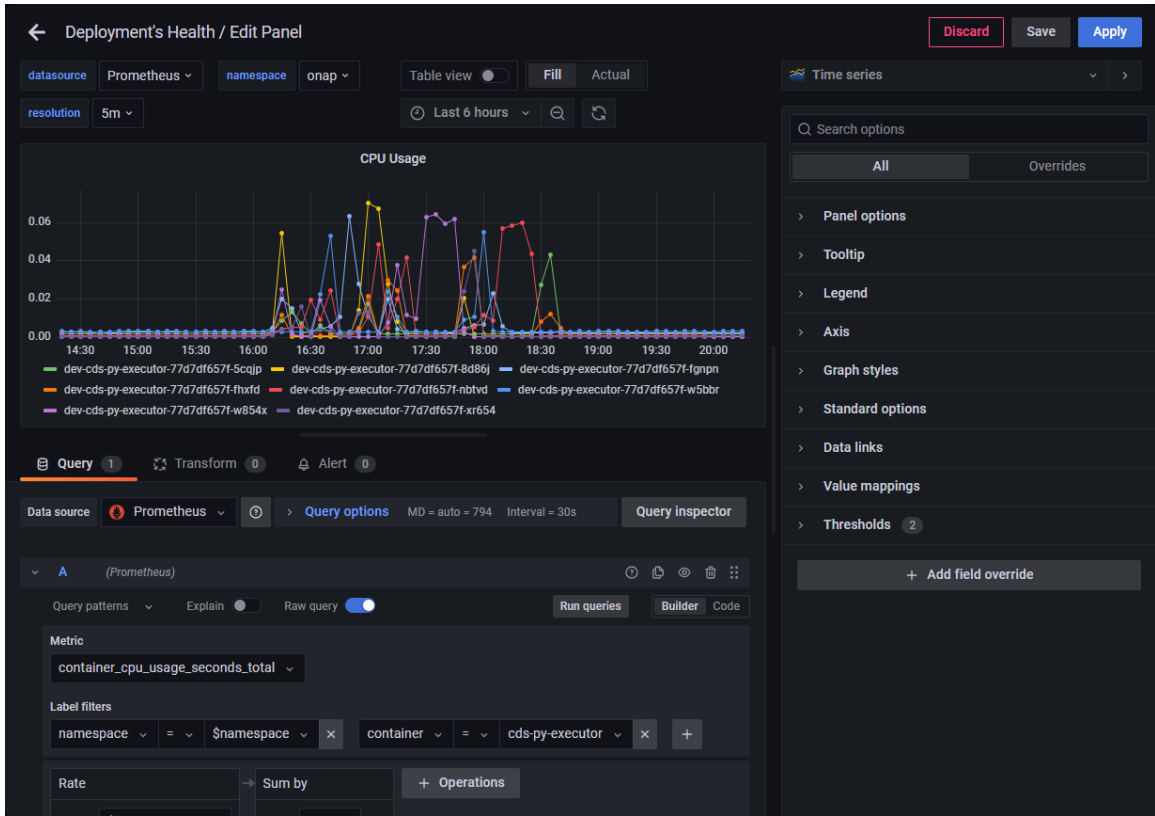 Deployment's Health / Edit Panel
Discard Save Apply
datasource Prometheus namespace onap Table view Fill Actual
Time series
resolution 5m Last 6 hours
Search options
All Overrides
CPU Usage
0.06
0.04
0.02
0.00
14:30 15:00 15:30 16:00 16:30 17:00 17:30 18:00 18:30 19:00 19:30 20:00
dev-cds-py-executor-77d7df657f-5cqjp dev-cds-py-executor-77d7df657f-8d86j dev-cds-py-executor-77d7df657f-fgnpn
dev-cds-py-executor-77d7df657f-fhxfd dev-cds-py-executor-77d7df657f-nbtvd dev-cds-py-executor-77d7df657f-w5bbr
dev-cds-py-executor-77d7df657f-w854x dev-cds-py-executor-77d7df657f-xr654
Panel options
Tooltip
Legend
Axis
Graph styles
Standard options
Data links
Value mappings
Thresholds 2
+ Add field override
Query 1 Transform 0 Alert 0
Data source Prometheus Query options MD = auto = 794 Interval = 30s Query inspector
A (Prometheus)
Query patterns Explain Raw query Run queries Builder Code
Metric
container_cpu_usage_seconds_total
Label filters
namespace = $namespace container = cds-py-executor
Rate Sum by + Operations